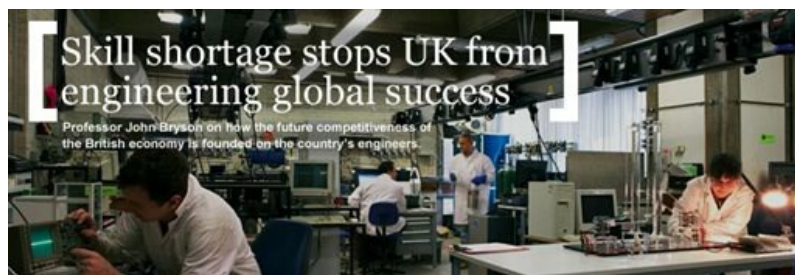 Skill shortage stops UK from
engineering global success
Professor John Bryson on how the future competitiveness of
the British economy is founded on the country's engineers.